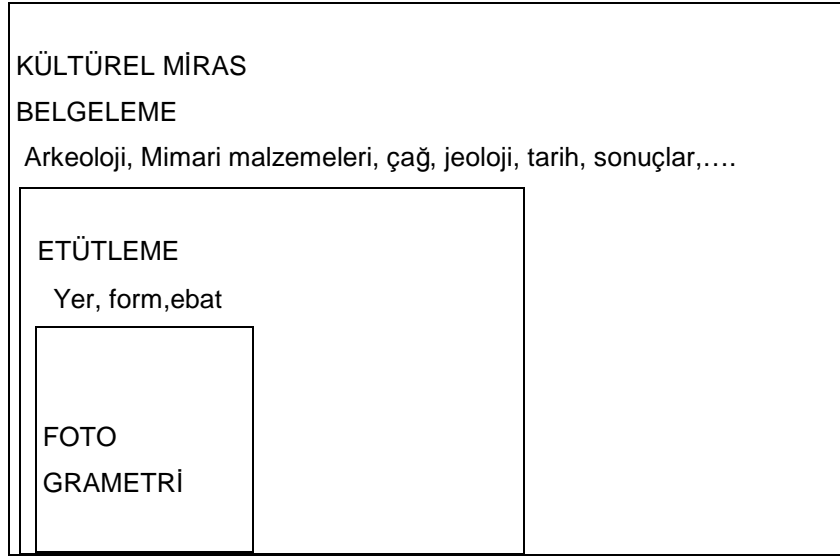 KÜLTÜREL MİRAS
BELGELEME
Arkeoloji, Mimari malzemeleri, çağ, jeoloji, tarih, sonuçlar,….
ETÜTLEME
Yer, form,ebat
FOTO
GRAMETRİ